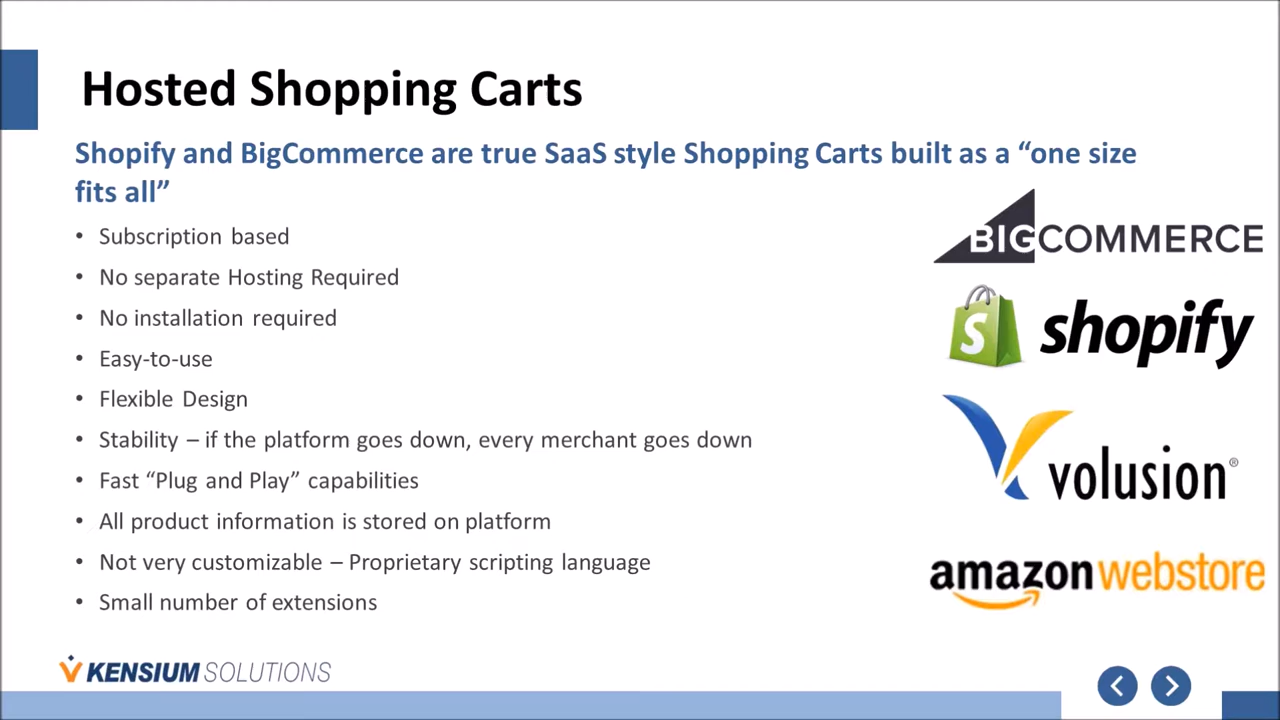 Hosted Shopping Carts
Shopify and BigCommerce are true SaaS style Shopping Carts built as a “one size
fits all”
• Subscription based
• No separate Hosting Required
• No installation required
• Easy-to-use
• Flexible Design
• Stability – if the platform goes down, every merchant goes down
• Fast “Plug and Play” capabilities
• All product information is stored on platform
• Not very customizable – Proprietary scripting language
• Small number of extensions
BIGCOMMERCE
S shopify
volusion®
amazon webstore
KENSIUM SOLUTIONS